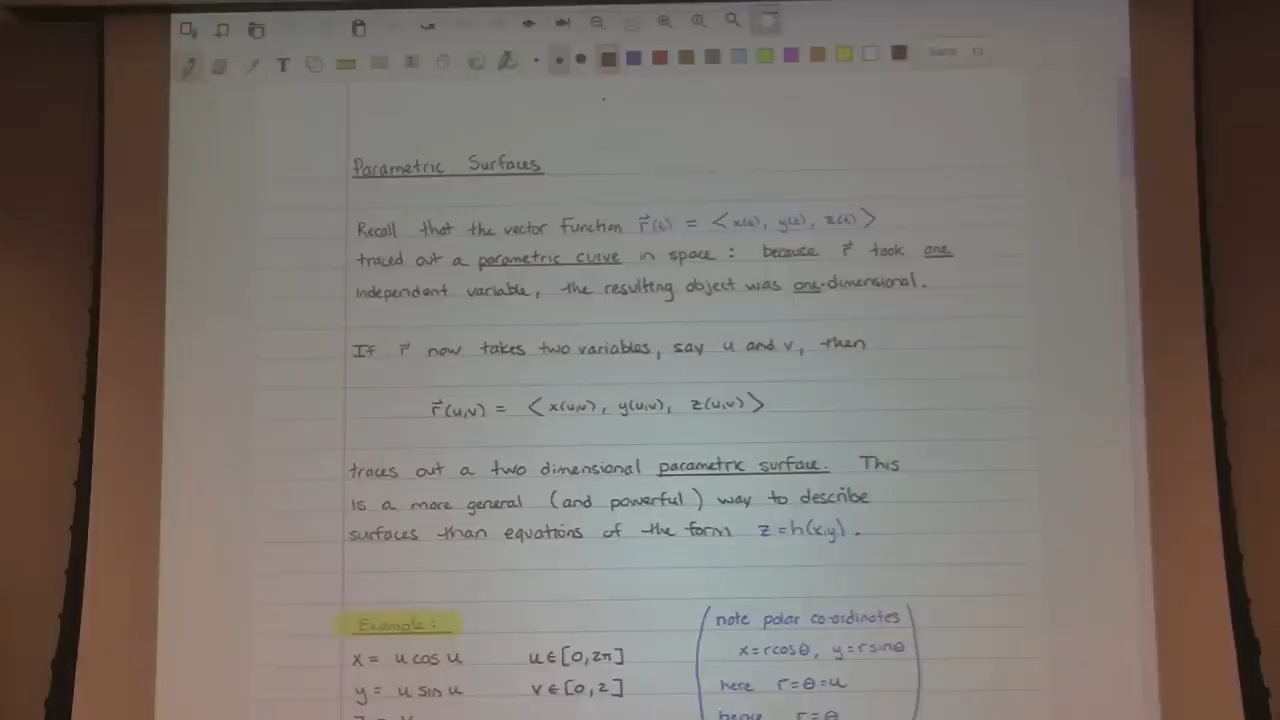 Parametric Surfaces
Recall that the vector function r⃗(t) = <x(t), y(t), z(t)>
traced out a parametric curve in space : because r⃗ took one
independent variable, the resulting object was one-dimensional.
If r⃗ now takes two variables, say u and v, then
r⃗(u,v) = <x(u,v), y(u,v), z(u,v)>
traces out a two dimensional parametric surface. This
is a more general (and powerful) way to describe
surfaces than equations of the form z=h(x,y).
Example:
x = u cos u u∈[0,2π]
y = u sin u v∈[0,2]
note polar co-ordinates
x=rcosθ, y=rsinθ
here r=θ=u
hence r=θ